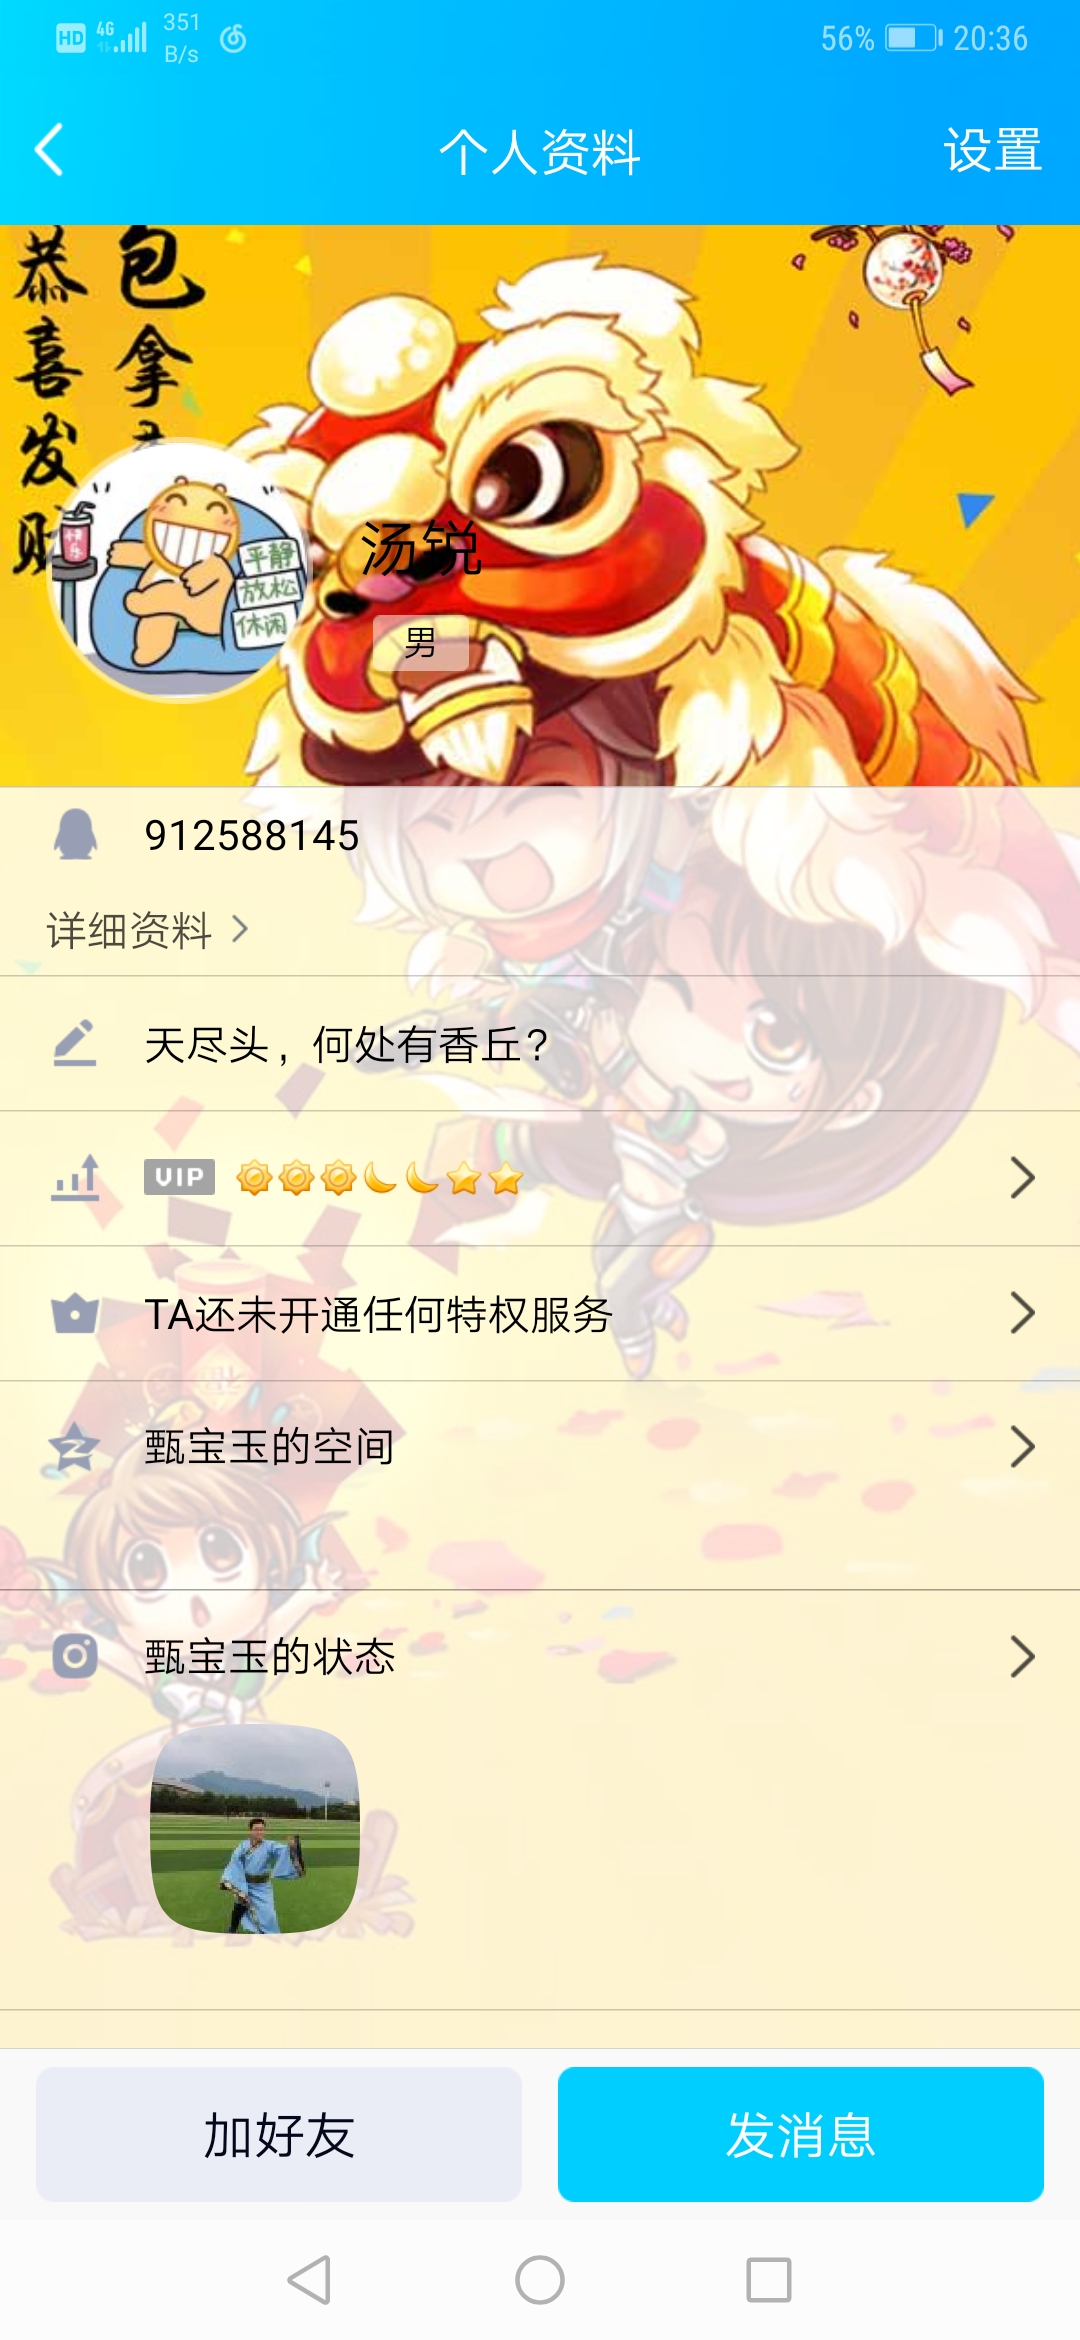 HD 4G 351 B/s 56% 20:36
个人资料 设置
恭喜发财
包拿
快乐
平静
放松
休闲
汤锐
男
912588145
详细资料
天尽头，何处有香丘？
VIP
TA还未开通任何特权服务
甄宝玉的空间
甄宝玉的状态
加好友 发消息